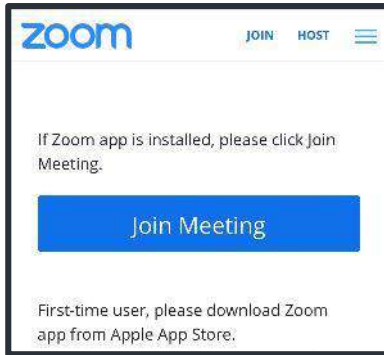 zoom JOIN HOST
If Zoom app is installed, please click Join
Meeting.
Join Meeting
First-time user, please download Zoom
app from Apple App Store.